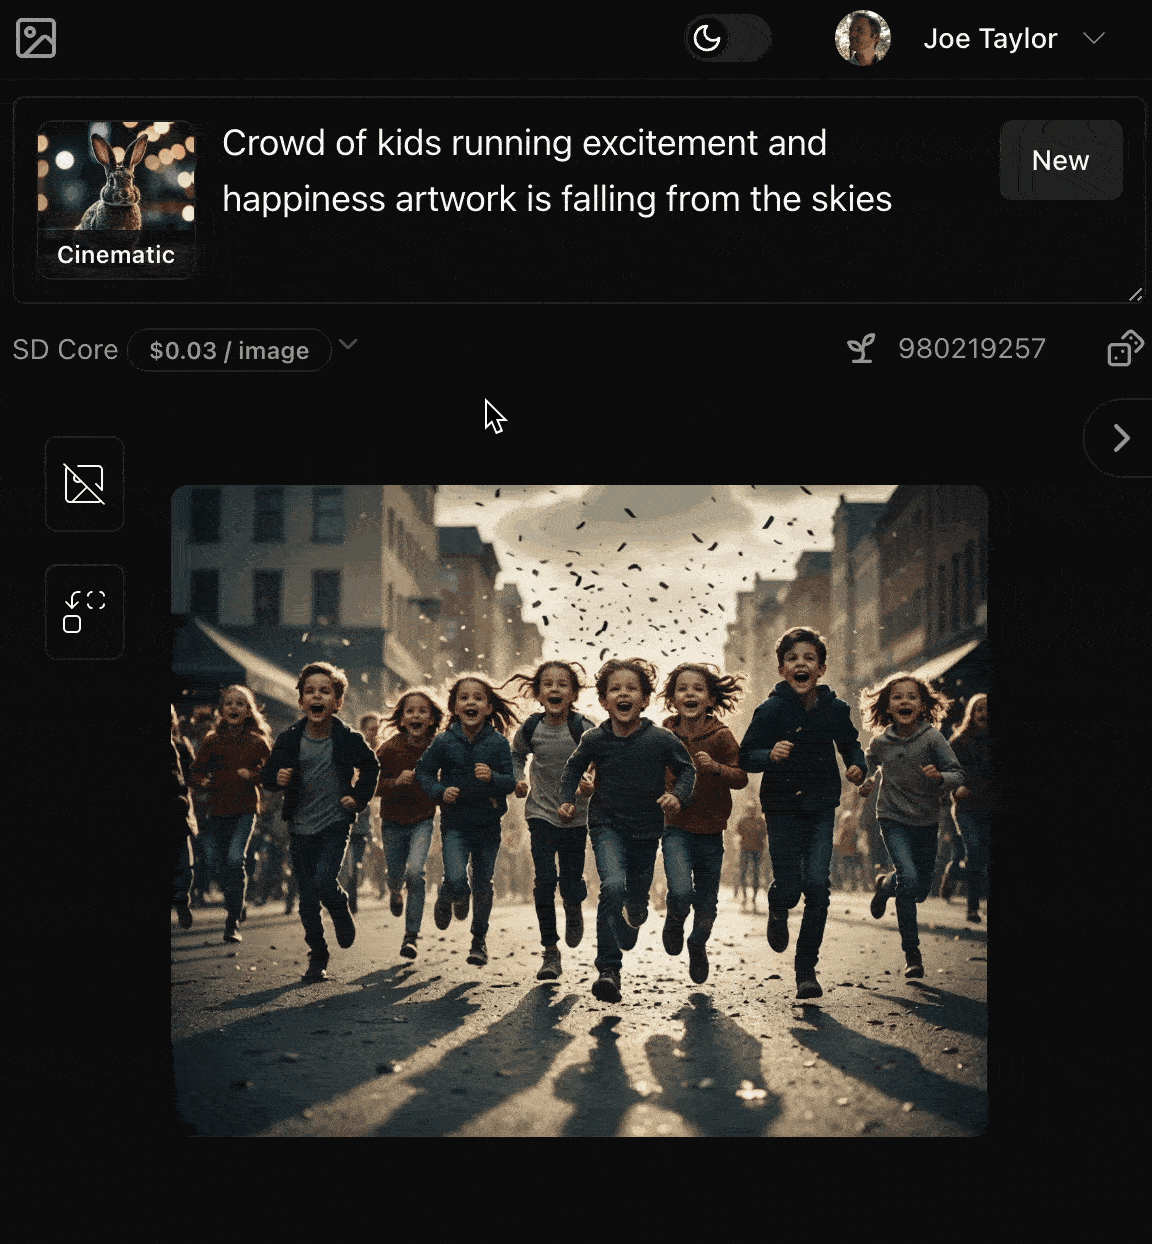 Joe Taylor
Crowd of kids running excitement and
happiness artwork is falling from the skies
New
Cinematic
SD Core
$0.03 / image
980219257